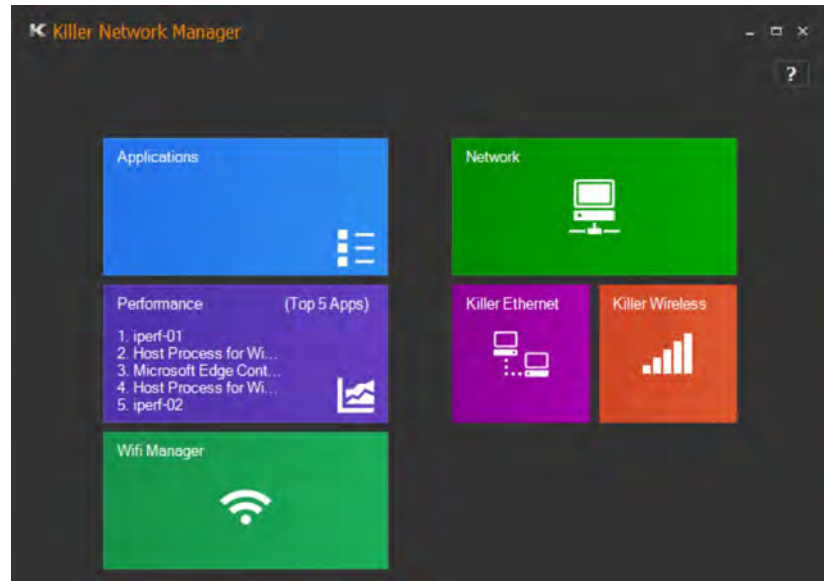 Killer Network Manager
?
Applications
Network
Performance (Top 5 Apps)
1. iperf-01
2. Host Process for Wi...
3. Microsoft Edge Cont...
4. Host Process for Wi...
5. iperf-02
Killer Ethernet
Killer Wireless
Wifi Manager